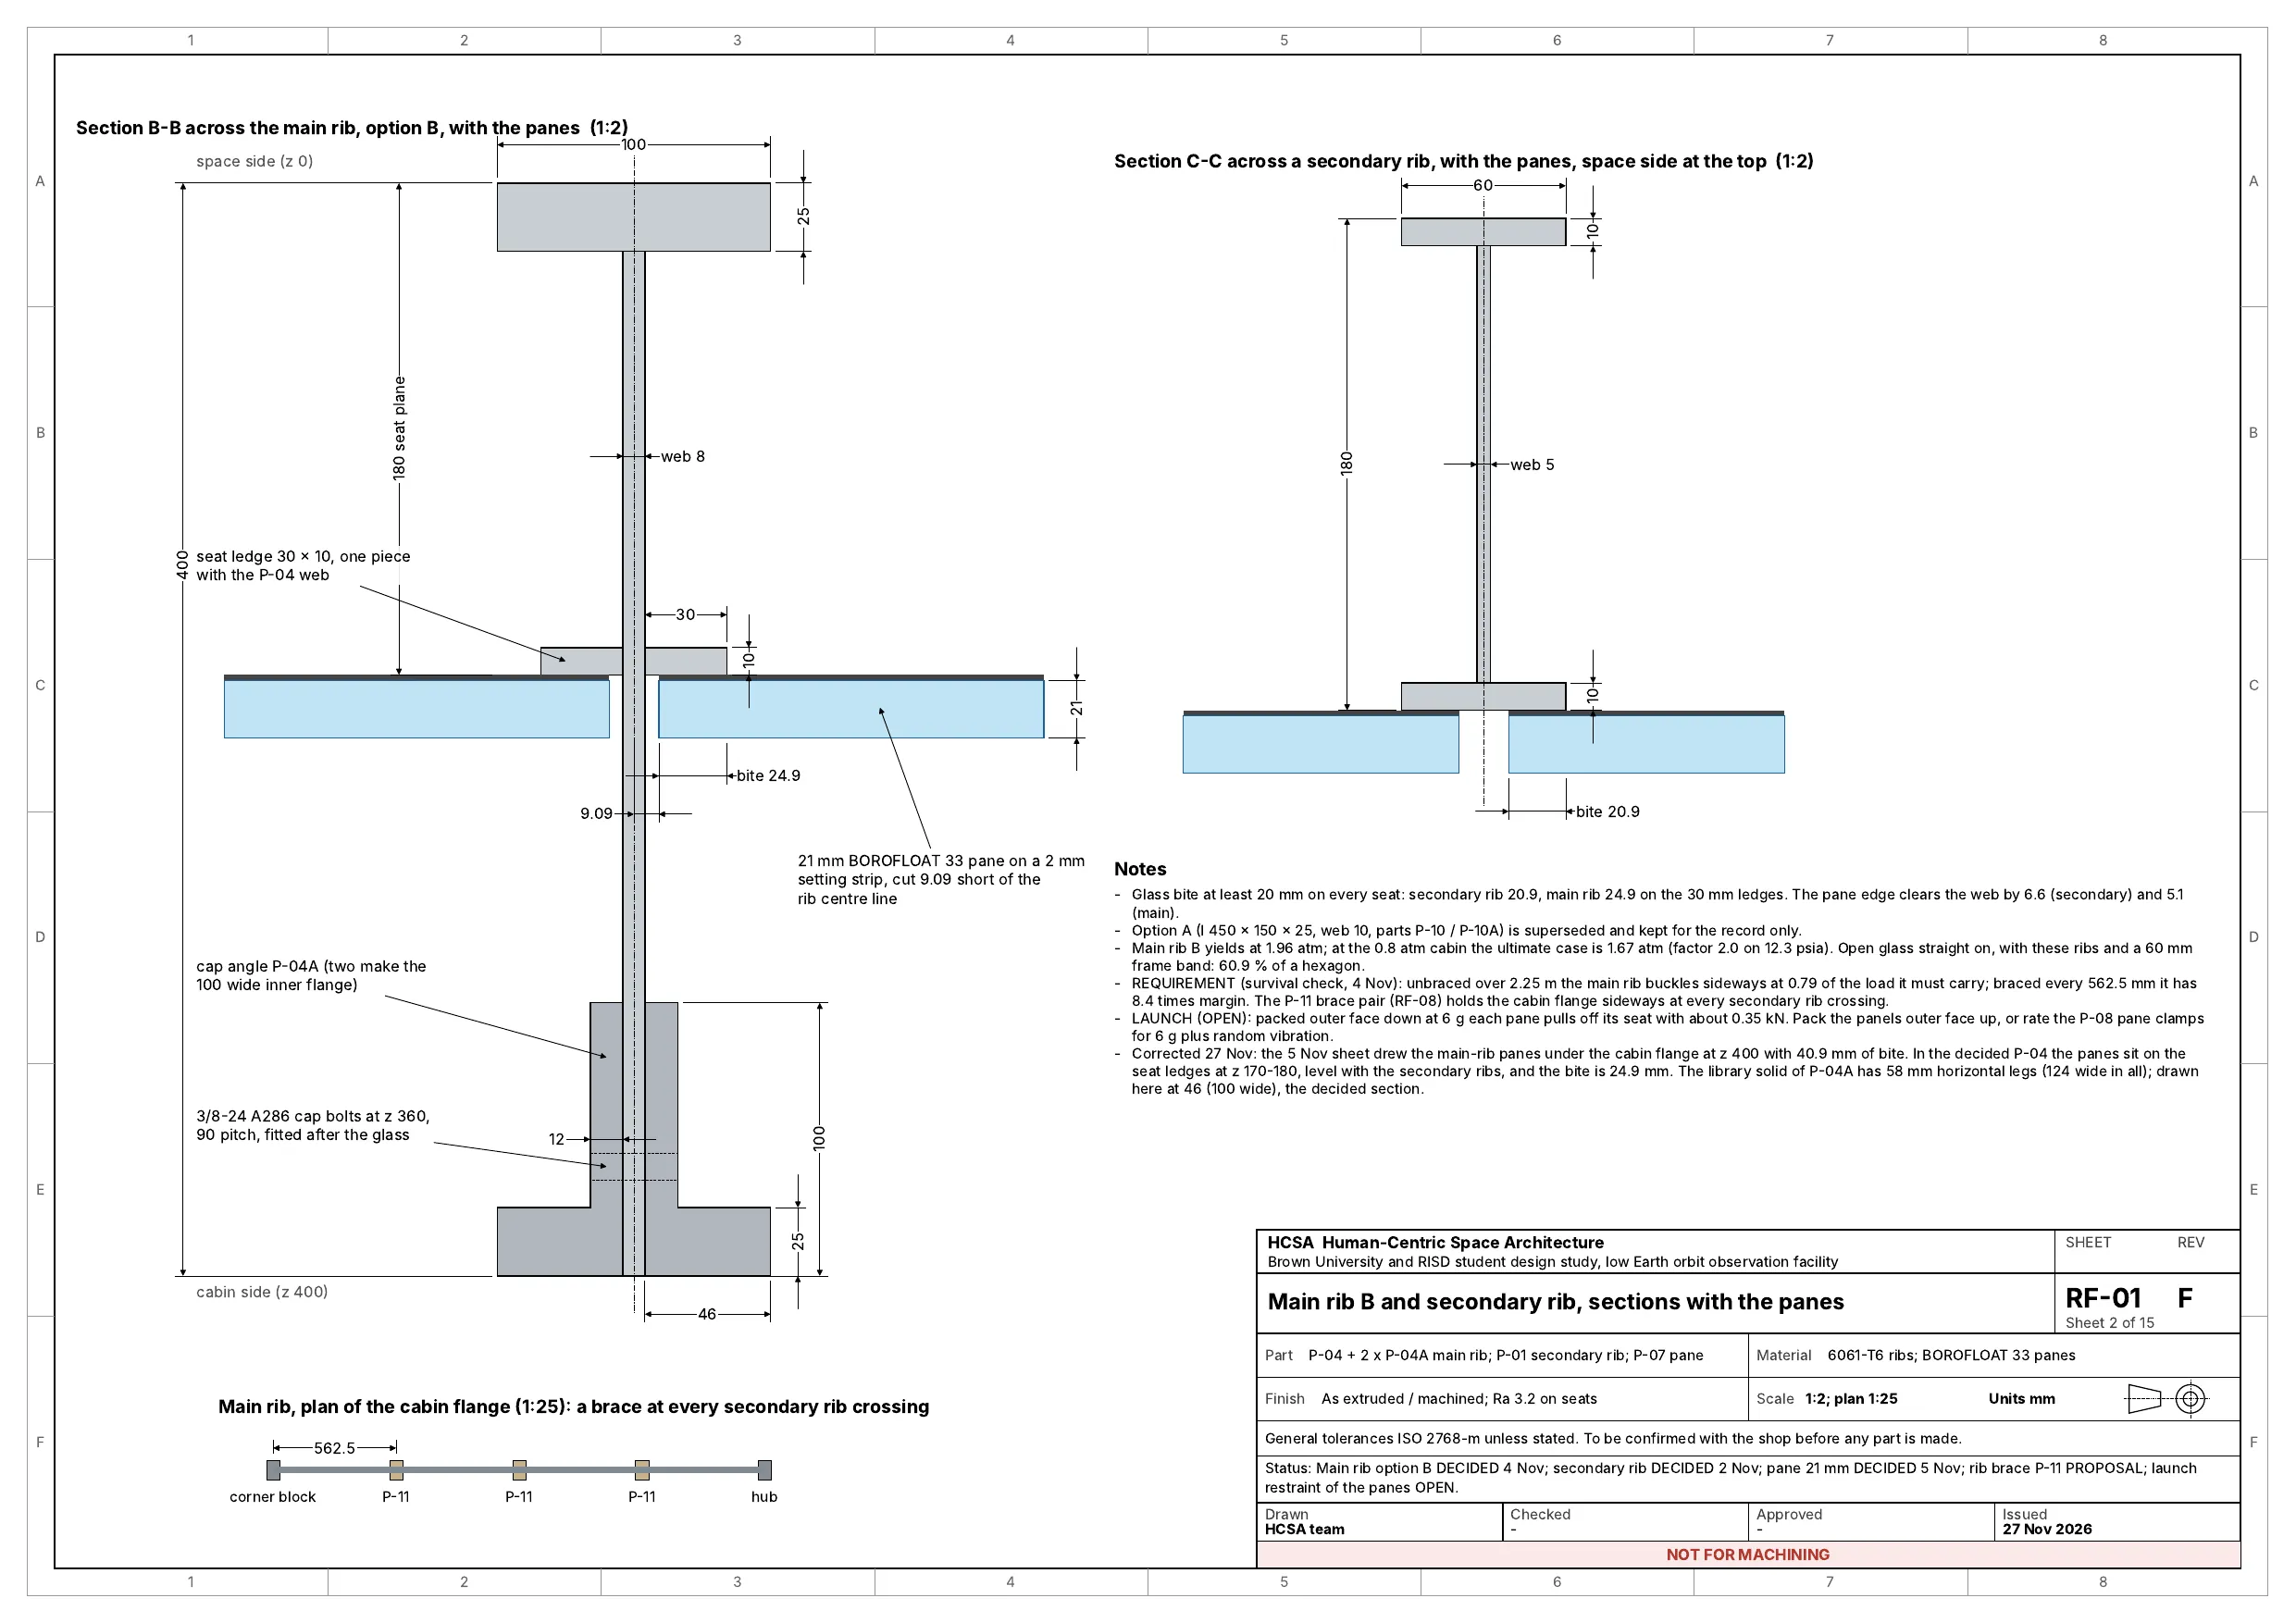 1 2 3 4 5 6 7 8
A B C D E F
Section B-B across the main rib, option B, with the panes (1:2)
space side (z 0)
100
25
180 seat plane
400
web 8
seat ledge 30 × 10, one piece
with the P-04 web
30
10
21
bite 24.9
9.09
21 mm BOROFLOAT 33 pane on a 2 mm
setting strip, cut 9.09 short of the
rib centre line
cap angle P-04A (two make the
100 wide inner flange)
3/8-24 A286 cap bolts at z 360,
90 pitch, fitted after the glass
12
100
25
46
cabin side (z 400)
Main rib, plan of the cabin flange (1:25): a brace at every secondary rib crossing
562.5
corner block P-11 P-11 P-11 hub
Section C-C across a secondary rib, with the panes, space side at the top (1:2)
60
10
180
web 5
10
bite 20.9
Notes
- Glass bite at least 20 mm on every seat: secondary rib 20.9, main rib 24.9 on the 30 mm ledges. The pane edge clears the web by 6.6 (secondary) and 5.1
(main).
- Option A (I 450 × 150 × 25, web 10, parts P-10 / P-10A) is superseded and kept for the record only.
- Main rib B yields at 1.96 atm; at the 0.8 atm cabin the ultimate case is 1.67 atm (factor 2.0 on 12.3 psia). Open glass straight on, with these ribs and a 60 mm
frame band: 60.9 % of a hexagon.
- REQUIREMENT (survival check, 4 Nov): unbraced over 2.25 m the main rib buckles sideways at 0.79 of the load it must carry; braced every 562.5 mm it has
8.4 times margin. The P-11 brace pair (RF-08) holds the cabin flange sideways at every secondary rib crossing.
- LAUNCH (OPEN): packed outer face down at 6 g each pane pulls off its seat with about 0.35 kN. Pack the panels outer face up, or rate the P-08 pane clamps
for 6 g plus random vibration.
- Corrected 27 Nov: the 5 Nov sheet drew the main-rib panes under the cabin flange at z 400 with 40.9 mm of bite. In the decided P-04 the panes sit on the
seat ledges at z 170-180, level with the secondary ribs, and the bite is 24.9 mm. The library solid of P-04A has 58 mm horizontal legs (124 wide in all); drawn
here at 46 (100 wide), the decided section.
HCSA Human-Centric Space Architecture
Brown University and RISD student design study, low Earth orbit observation facility
SHEET REV
Main rib B and secondary rib, sections with the panes
RF-01 F
Sheet 2 of 15
Part P-04 + 2 x P-04A main rib; P-01 secondary rib; P-07 pane
Material 6061-T6 ribs; BOROFLOAT 33 panes
Finish As extruded / machined; Ra 3.2 on seats
Scale 1:2; plan 1:25 Units mm
General tolerances ISO 2768-m unless stated. To be confirmed with the shop before any part is made.
Status: Main rib option B DECIDED 4 Nov; secondary rib DECIDED 2 Nov; pane 21 mm DECIDED 5 Nov; rib brace P-11 PROPOSAL; launch
restraint of the panes OPEN.
Drawn Checked Approved Issued
HCSA team - - 27 Nov 2026
NOT FOR MACHINING
A B C D E F
1 2 3 4 5 6 7 8